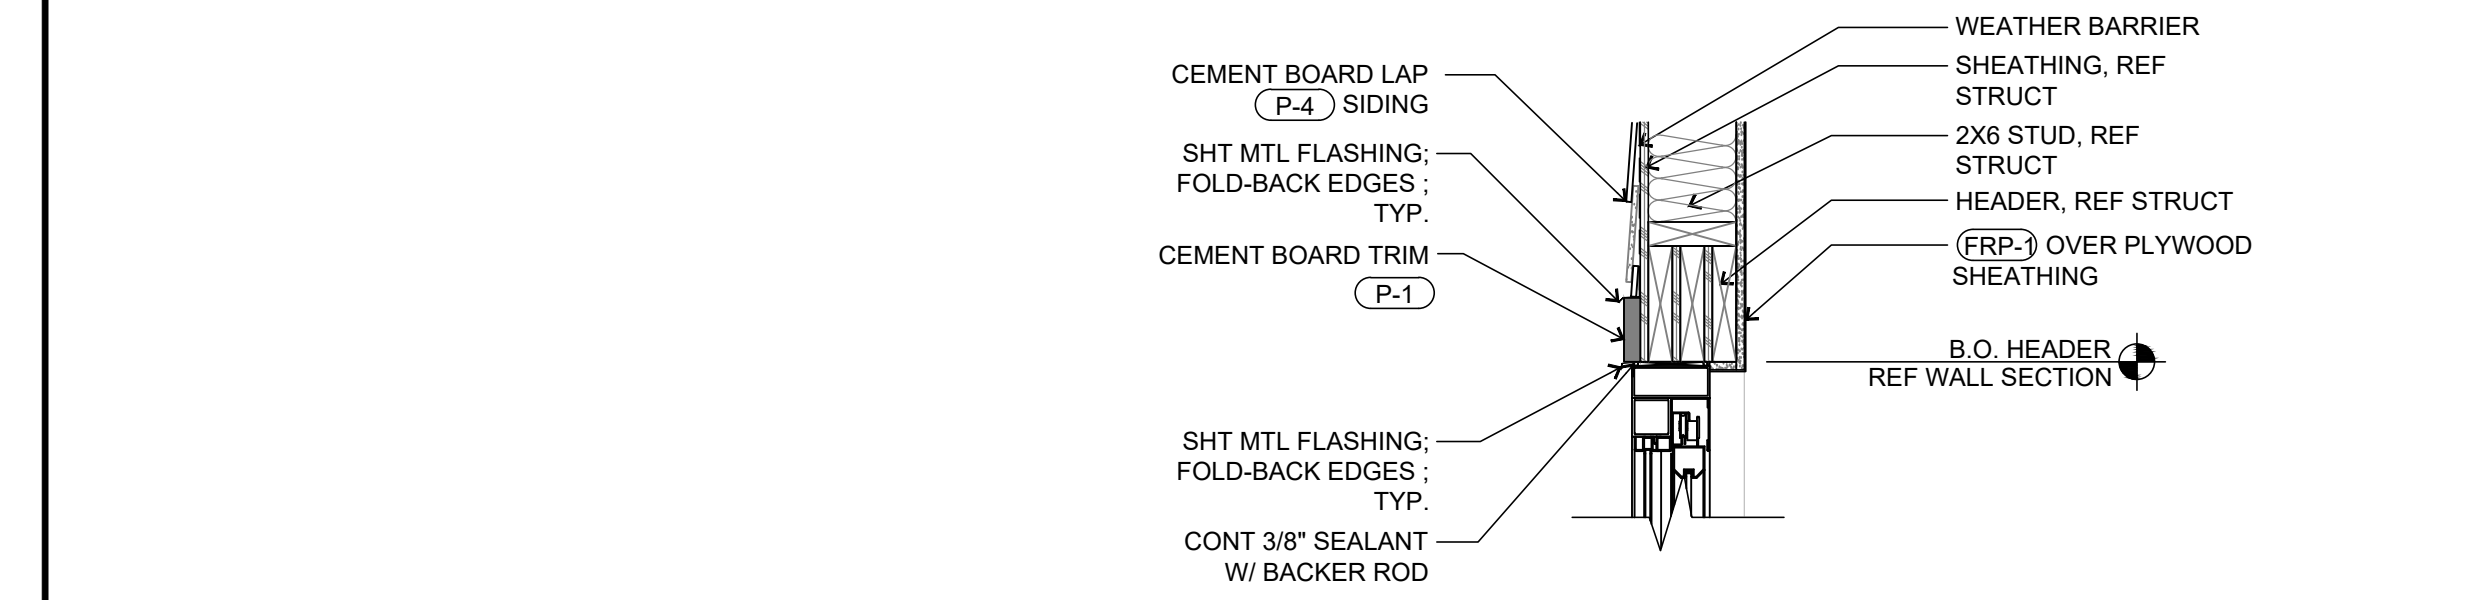 CEMENT BOARD LAP
P-4 SIDING
SHT MTL FLASHING;
FOLD-BACK EDGES ;
TYP.
CEMENT BOARD TRIM
P-1
SHT MTL FLASHING;
FOLD-BACK EDGES ;
TYP.
CONT 3/8" SEALANT
W/ BACKER ROD
WEATHER BARRIER
SHEATHING, REF
STRUCT
2X6 STUD, REF
STRUCT
HEADER, REF STRUCT
FRP-1 OVER PLYWOOD
SHEATHING
B.O. HEADER
REF WALL SECTION